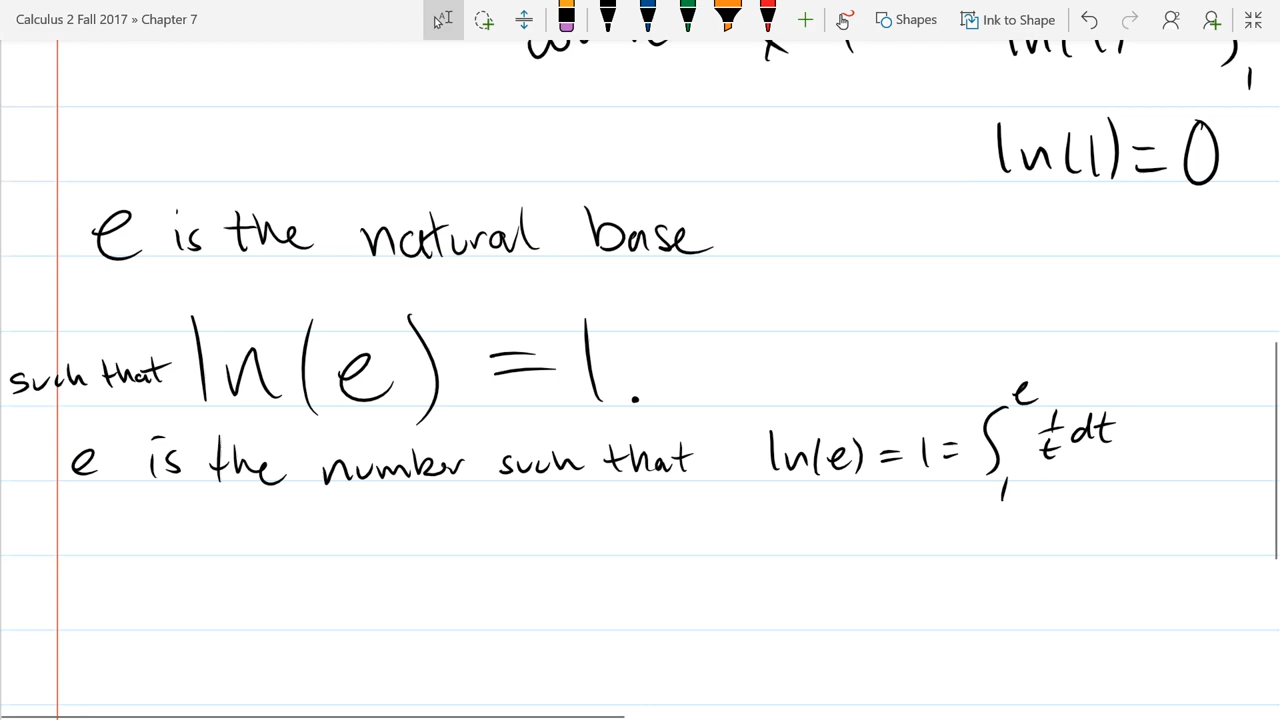 Calculus 2 Fall 2017 » Chapter 7
Shapes
Ink to Shape
ln(1) = 0
e is the natural base
such that ln(e) = 1.
e is the number such that ln(e) = 1 = ∫₁ᵉ 1/t dt